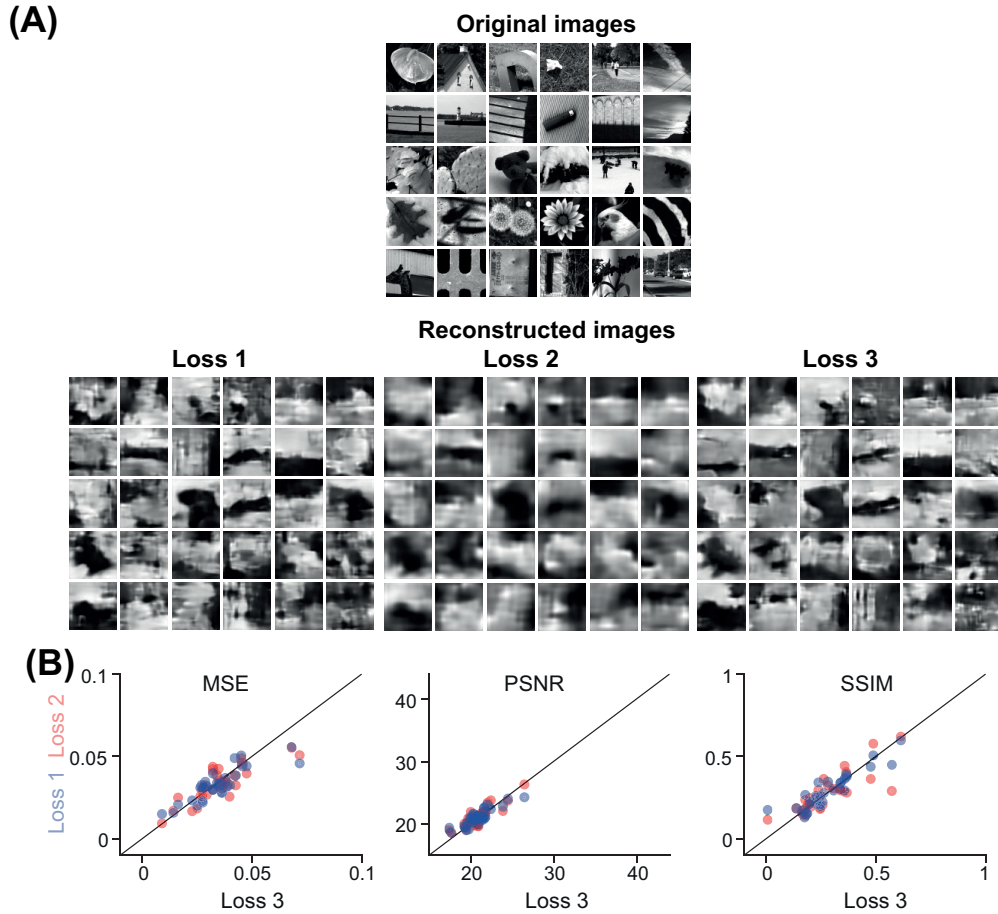 (A)
Original images
Reconstructed images
Loss 1
Loss 2
Loss 3
(B)
MSE
PSNR
SSIM
Loss 1 Loss 2
0.1
0.05
0
0
0.05
0.1
Loss 3
40
30
20
20
30
40
Loss 3
1
0.5
0
0
0.5
1
Loss 3